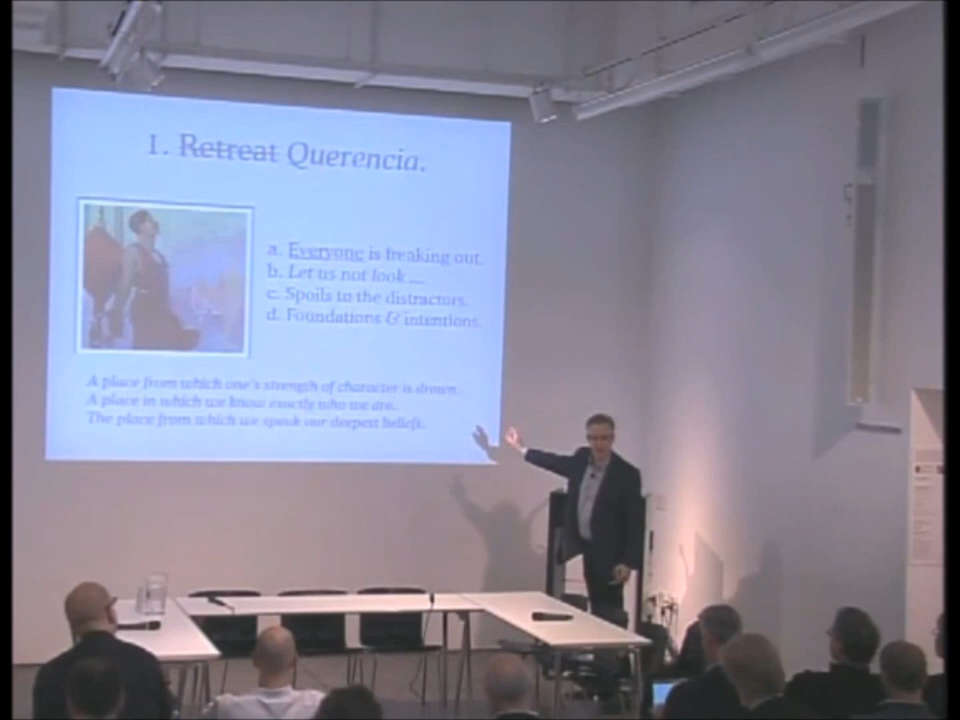 1. Retreat Querencia.
a. Everyone is freaking out.
b. Let us not look ....
c. Spoils to the distractors.
d. Foundations & intentions.
A place from which one's strength of character is drawn.
A place in which we know exactly who we are.
The place from which we speak our deepest beliefs.